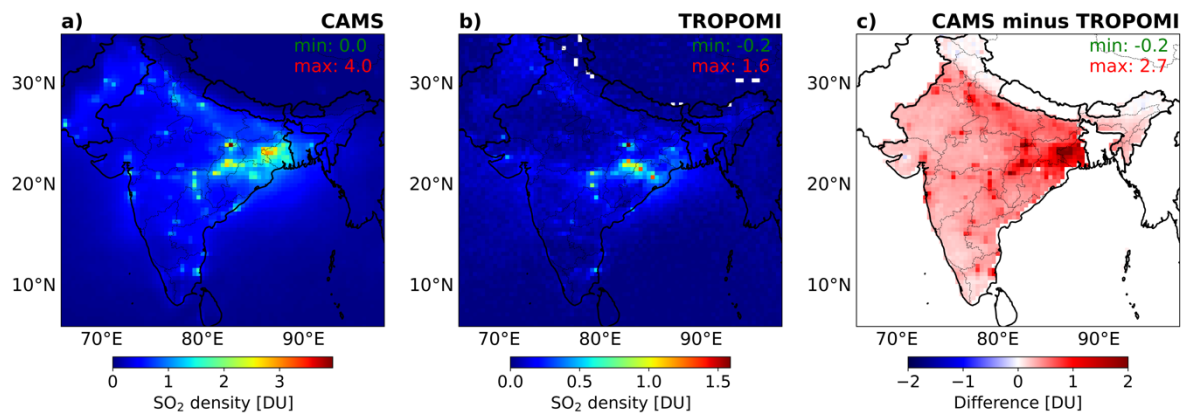 a) CAMS
min: 0.0
max: 4.0
30°N
20°N
10°N
70°E 80°E 90°E
0 1 2 3
SO₂ density [DU]
b) TROPOMI
min: -0.2
max: 1.6
30°N
20°N
10°N
70°E 80°E 90°E
0.0 0.5 1.0 1.5
SO₂ density [DU]
c) CAMS minus TROPOMI
min: -0.2
max: 2.7
30°N
20°N
10°N
70°E 80°E 90°E
−2 −1 0 1 2
Difference [DU]